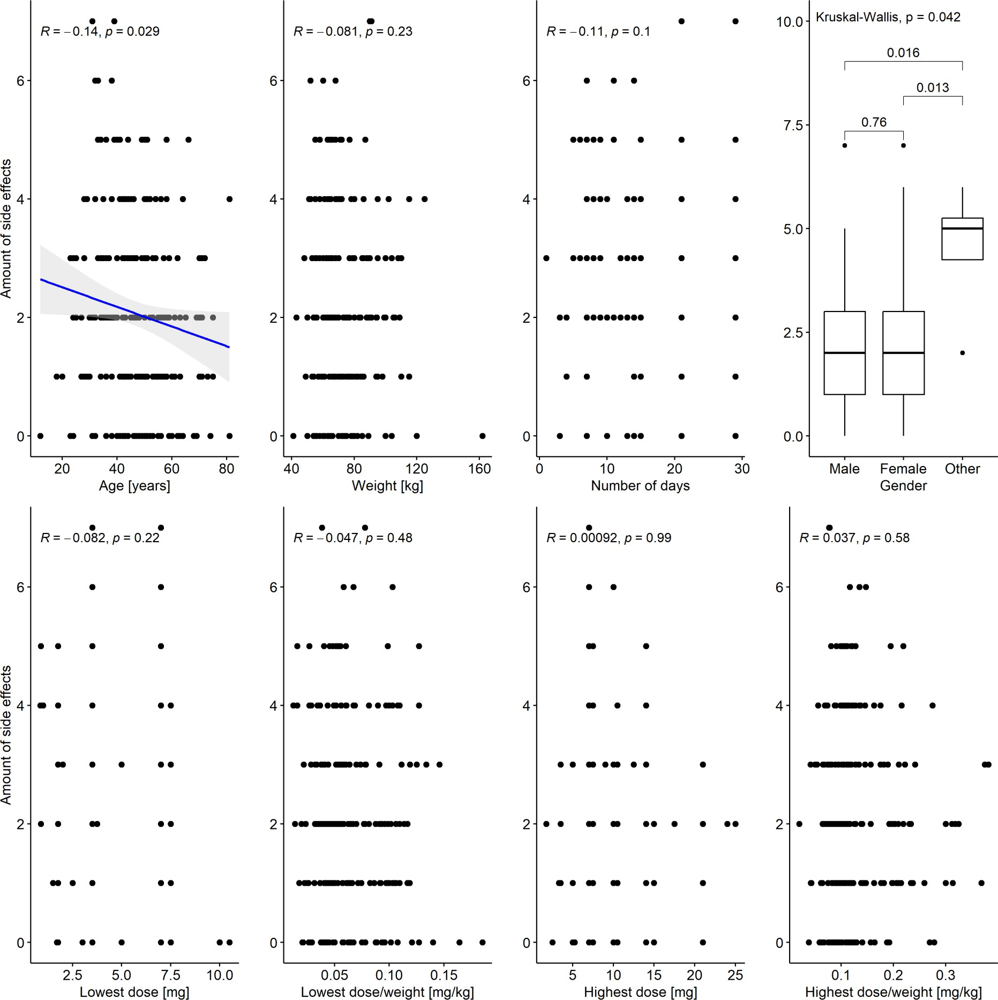 R = −0.14, p = 0.029
6
4
2
0
20 40 60 80
Age [years]
Amount of side effects
R = −0.081, p = 0.23
6
4
2
0
40 80 120 160
Weight [kg]
R = −0.11, p = 0.1
6
4
2
0
0 10 20 30
Number of days
Kruskal-Wallis, p = 0.042
0.016
0.013
0.76
10.0
7.5
5.0
2.5
0.0
Male Female Other
Gender
R = −0.082, p = 0.22
6
4
2
0
2.5 5.0 7.5 10.0
Lowest dose [mg]
Amount of side effects
R = −0.047, p = 0.48
6
4
2
0
0.05 0.10 0.15
Lowest dose/weight [mg/kg]
R = 0.00092, p = 0.99
6
4
2
0
5 10 15 20 25
Highest dose [mg]
R = 0.037, p = 0.58
6
4
2
0
0.1 0.2 0.3
Highest dose/weight [mg/kg]